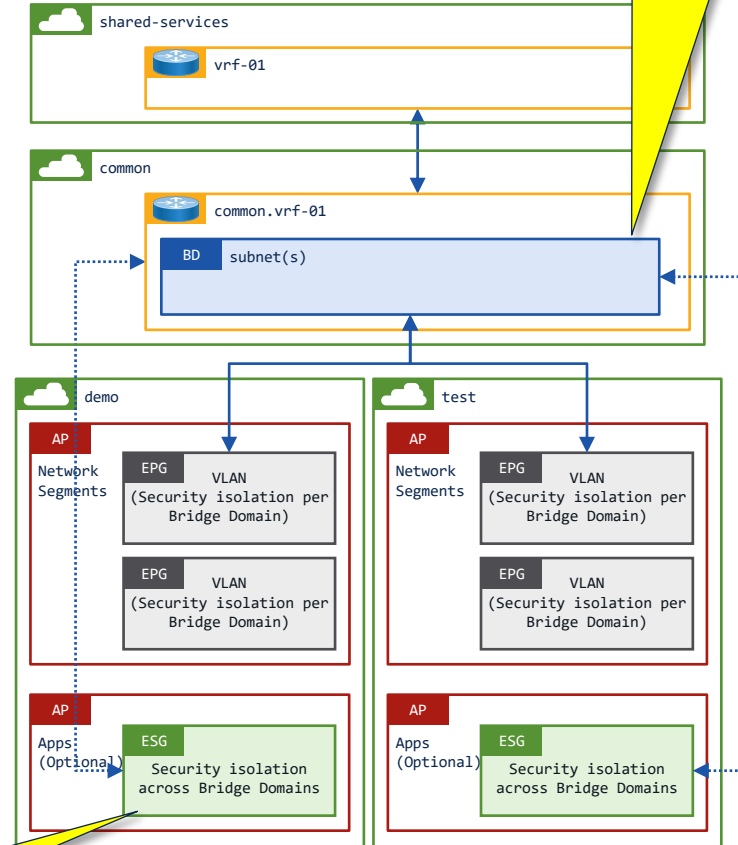 shared-services
vrf-01
common
common.vrf-01
BD
subnet(s)
demo
AP
Network
Segments
EPG
VLAN
(Security isolation per
Bridge Domain)
EPG
VLAN
(Security isolation per
Bridge Domain)
AP
Apps
(Optional)
ESG
Security isolation
across Bridge Domains
test
AP
Network
Segments
EPG
VLAN
(Security isolation per
Bridge Domain)
EPG
VLAN
(Security isolation per
Bridge Domain)
AP
Apps
(Optional)
ESG
Security isolation
across Bridge Domains